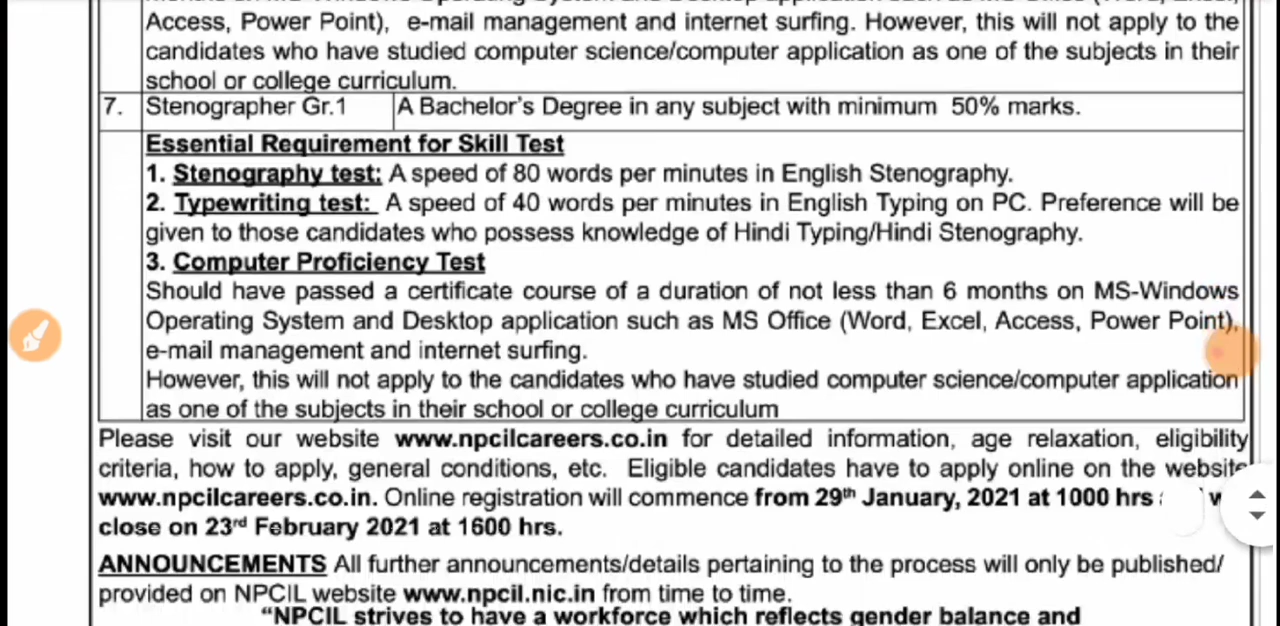 Access, Power Point), e-mail management and internet surfing. However, this will not apply to the
candidates who have studied computer science/computer application as one of the subjects in their
school or college curriculum.
7. Stenographer Gr.1 A Bachelor's Degree in any subject with minimum 50% marks.
Essential Requirement for Skill Test
1. Stenography test: A speed of 80 words per minutes in English Stenography.
2. Typewriting test: A speed of 40 words per minutes in English Typing on PC. Preference will be
given to those candidates who possess knowledge of Hindi Typing/Hindi Stenography.
3. Computer Proficiency Test
Should have passed a certificate course of a duration of not less than 6 months on MS-Windows
Operating System and Desktop application such as MS Office (Word, Excel, Access, Power Point),
e-mail management and internet surfing.
However, this will not apply to the candidates who have studied computer science/computer application
as one of the subjects in their school or college curriculum
Please visit our website www.npcilcareers.co.in for detailed information, age relaxation, eligibility
criteria, how to apply, general conditions, etc. Eligible candidates have to apply online on the website
www.npcilcareers.co.in. Online registration will commence from 29th January, 2021 at 1000 hrs
close on 23rd February 2021 at 1600 hrs.
ANNOUNCEMENTS All further announcements/details pertaining to the process will only be published/
provided on NPCIL website www.npcil.nic.in from time to time.
“NPCIL strives to have a workforce which reflects gender balance and